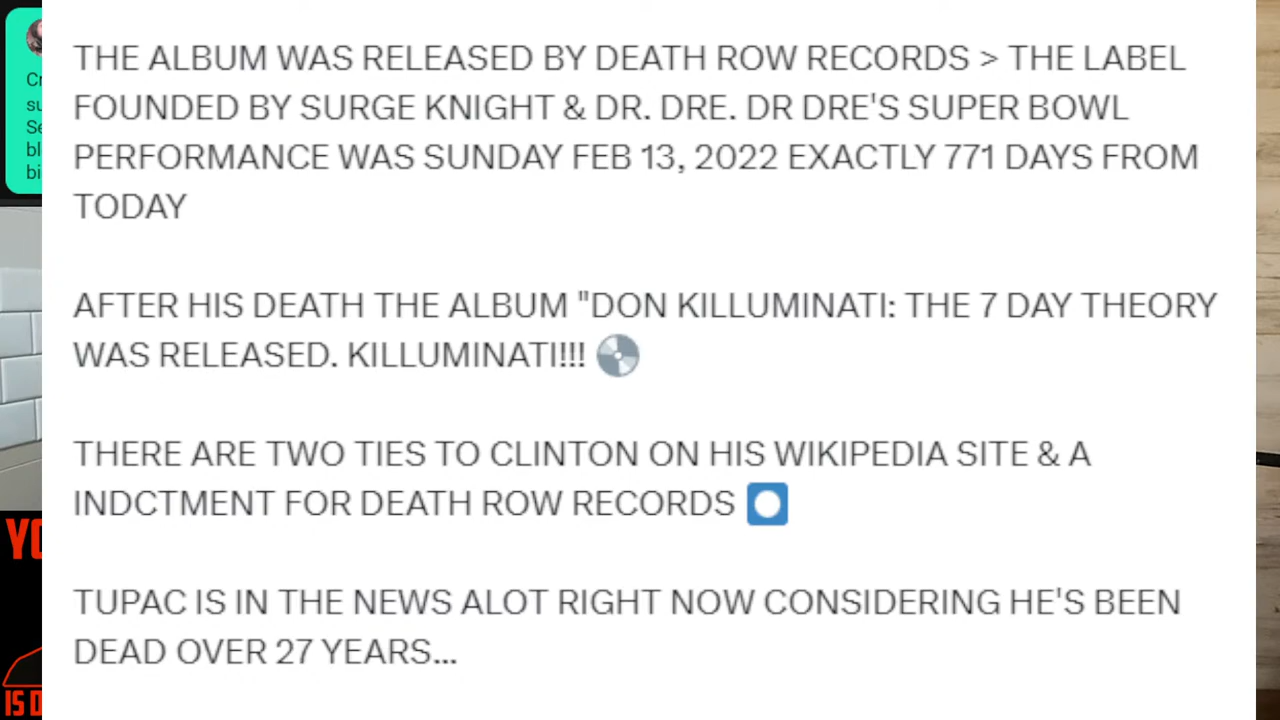 THE ALBUM WAS RELEASED BY DEATH ROW RECORDS > THE LABEL
FOUNDED BY SURGE KNIGHT & DR. DRE. DR DRE'S SUPER BOWL
PERFORMANCE WAS SUNDAY FEB 13, 2022 EXACTLY 771 DAYS FROM
TODAY
AFTER HIS DEATH THE ALBUM "DON KILLUMINATI: THE 7 DAY THEORY
WAS RELEASED. KILLUMINATI!!!
THERE ARE TWO TIES TO CLINTON ON HIS WIKIPEDIA SITE & A
INDCTMENT FOR DEATH ROW RECORDS
TUPAC IS IN THE NEWS ALOT RIGHT NOW CONSIDERING HE'S BEEN
DEAD OVER 27 YEARS...